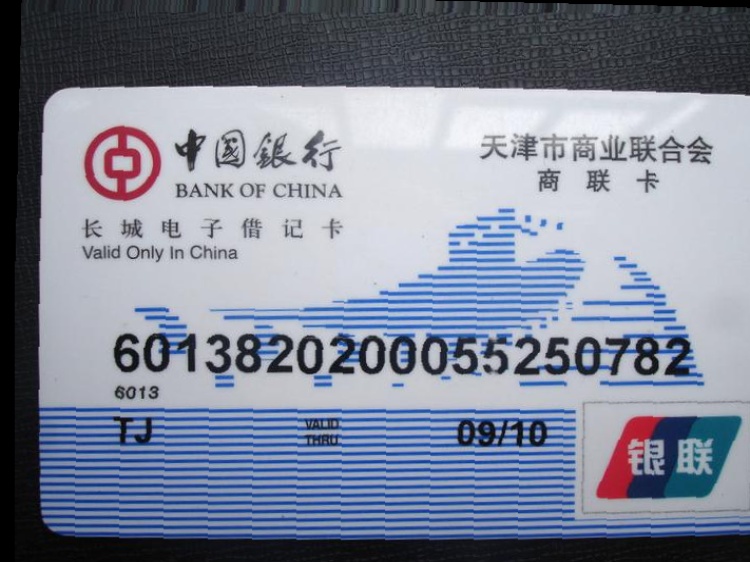 中国銀行
BANK OF CHINA
天津市商业联合会
商联卡
长城电子借记卡
Valid Only In China
6013820200055250782
6013
TJ VALID THRU 09/10
银联